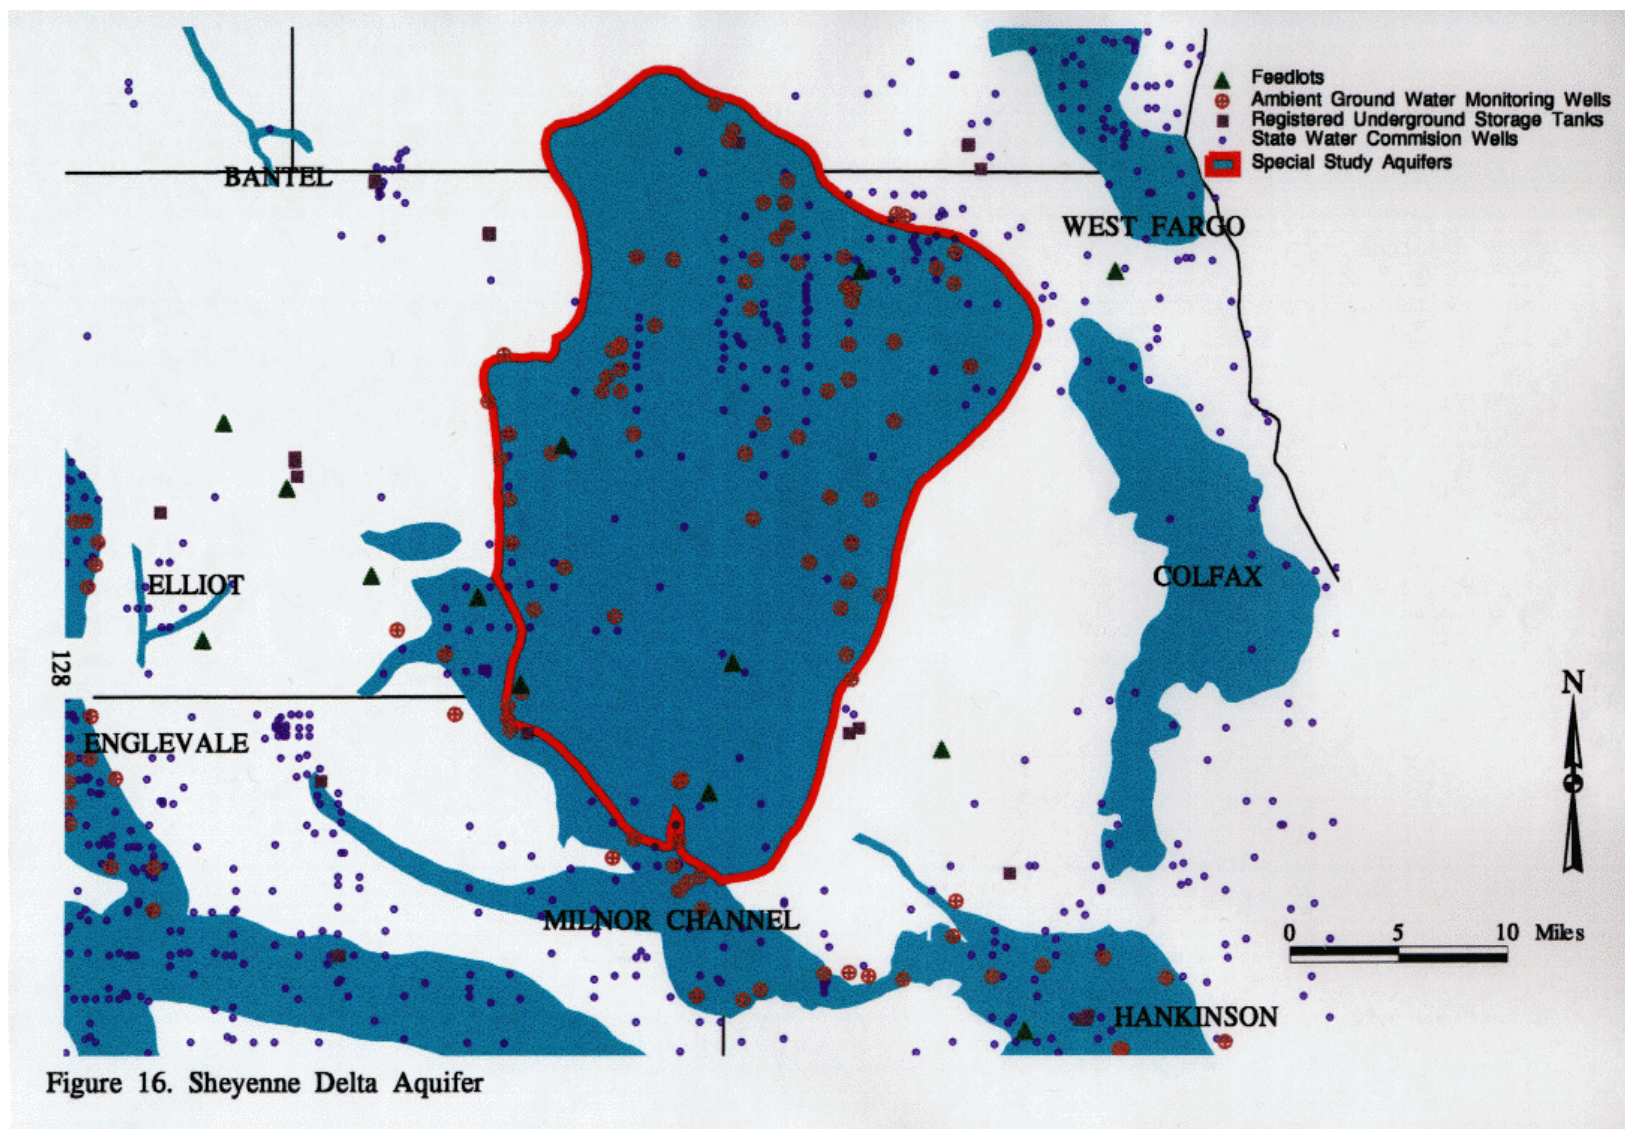 Feedlots
Ambient Ground Water Monitoring Wells
Registered Underground Storage Tanks
State Water Commision Wells
Special Study Aquifers
BANTEL
WEST FARGO
ELLIOT
COLFAX
128
N
ENGLEVALE
MILNOR CHANNEL
0 5 10 Miles
HANKINSON
Figure 16. Sheyenne Delta Aquifer